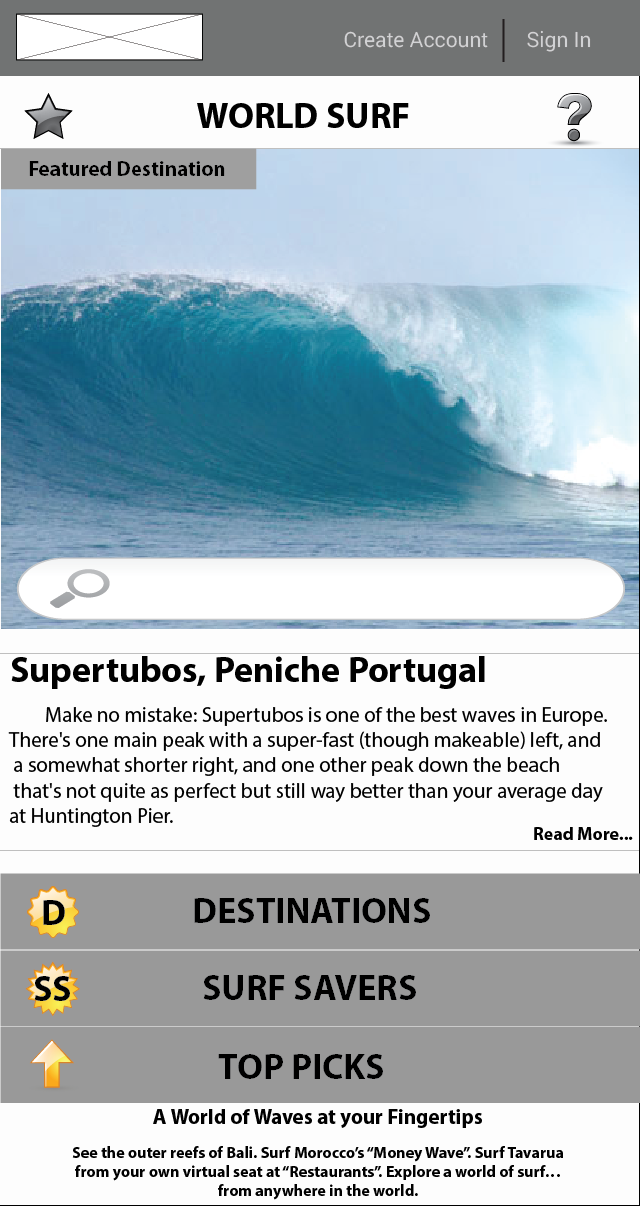 Create Account Sign In
WORLD SURF
Featured Destination
Supertubos, Peniche Portugal
Make no mistake: Supertubos is one of the best waves in Europe.
There's one main peak with a super-fast (though makeable) left, and
a somewhat shorter right, and one other peak down the beach
that's not quite as perfect but still way better than your average day
at Huntington Pier.
Read More...
D DESTINATIONS
SS SURF SAVERS
TOP PICKS
A World of Waves at your Fingertips
See the outer reefs of Bali. Surf Morocco’s “Money Wave”. Surf Tavarua
from your own virtual seat at “Restaurants”. Explore a world of surf…
from anywhere in the world.